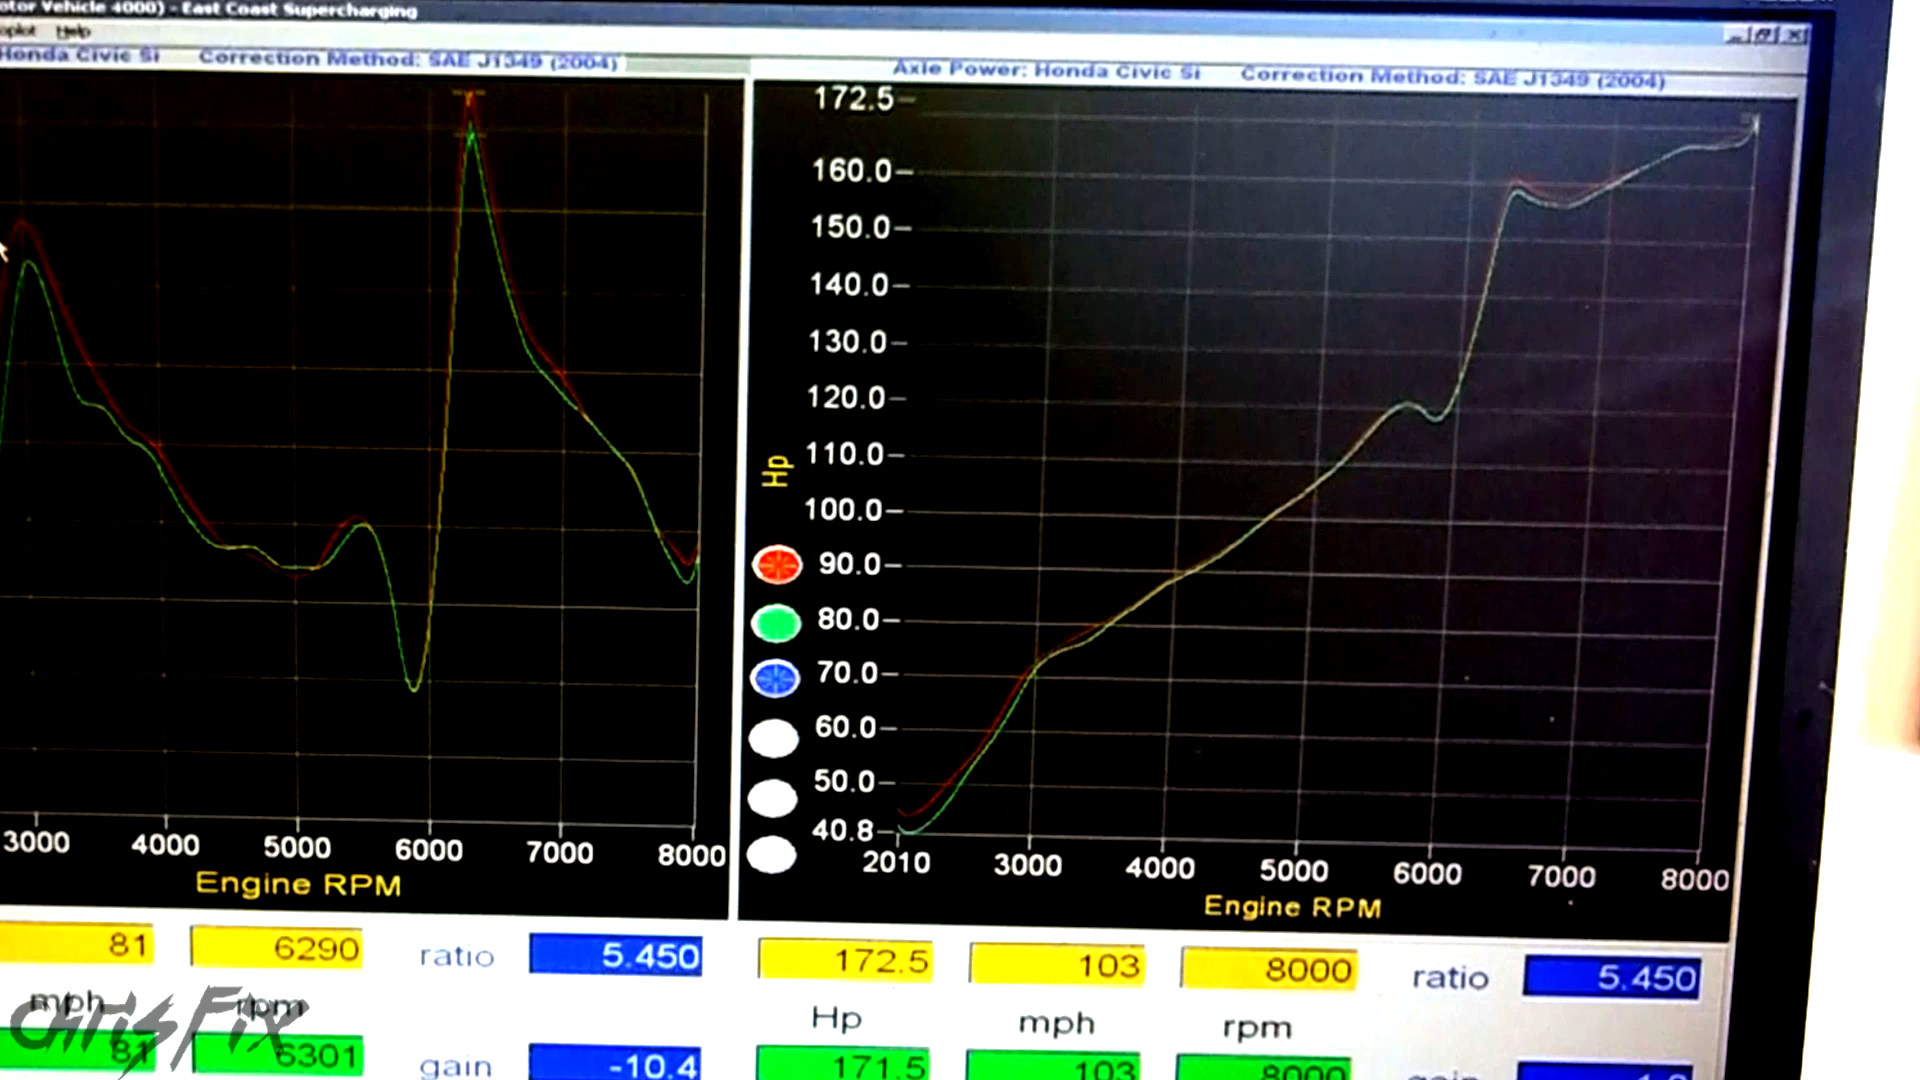 otor Vehicle 4000) - East Coast Supercharging
oplot Help
Honda Civic Si Correction Method: SAE J1349 (2004)
Axle Power: Honda Civic Si Correction Method: SAE J1349 (2004)
172.5
160.0
150.0
140.0
130.0
120.0
110.0
100.0
90.0
80.0
70.0
60.0
50.0
40.8
Hp
3000 4000 5000 6000 7000 8000
Engine RPM
2010 3000 4000 5000 6000 7000 8000
Engine RPM
81 6290 ratio 5.450
172.5 103 8000 ratio 5.450
mph rpm
Hp mph rpm
ChrisFix
81 6301 gain -10.4
171.5 103 8000 gain